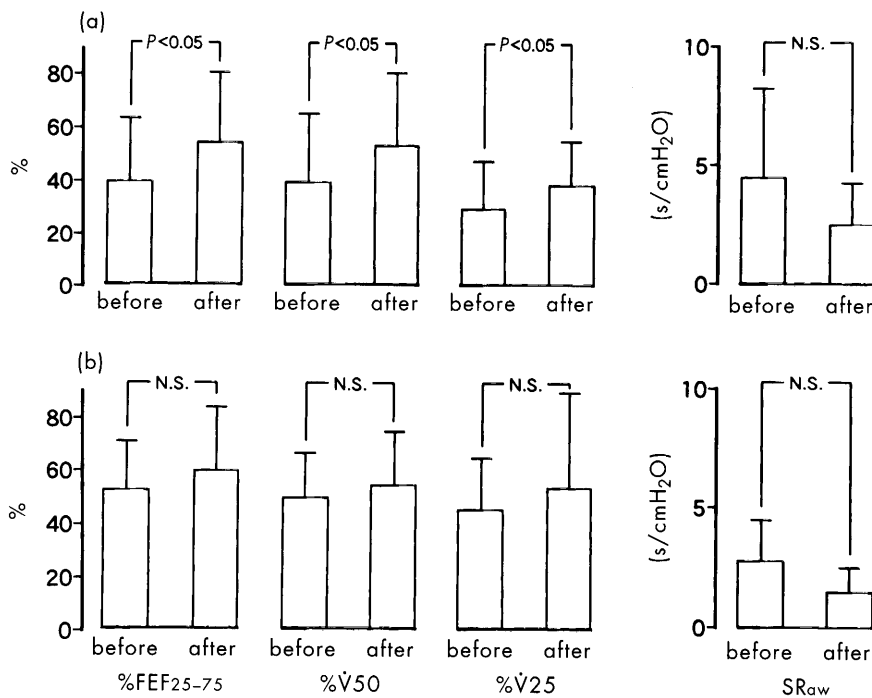 (a)
P<0.05 P<0.05 P<0.05 N.S.
80
60
40
20
0
%
10
5
0
(s/cmH₂O)
before after before after before after before after
(b)
N.S. N.S. N.S. N.S.
80
60
40
20
0
%
10
5
0
(s/cmH₂O)
before after before after before after before after
%FEF25–75 %V̇50 %V̇25 SRaw